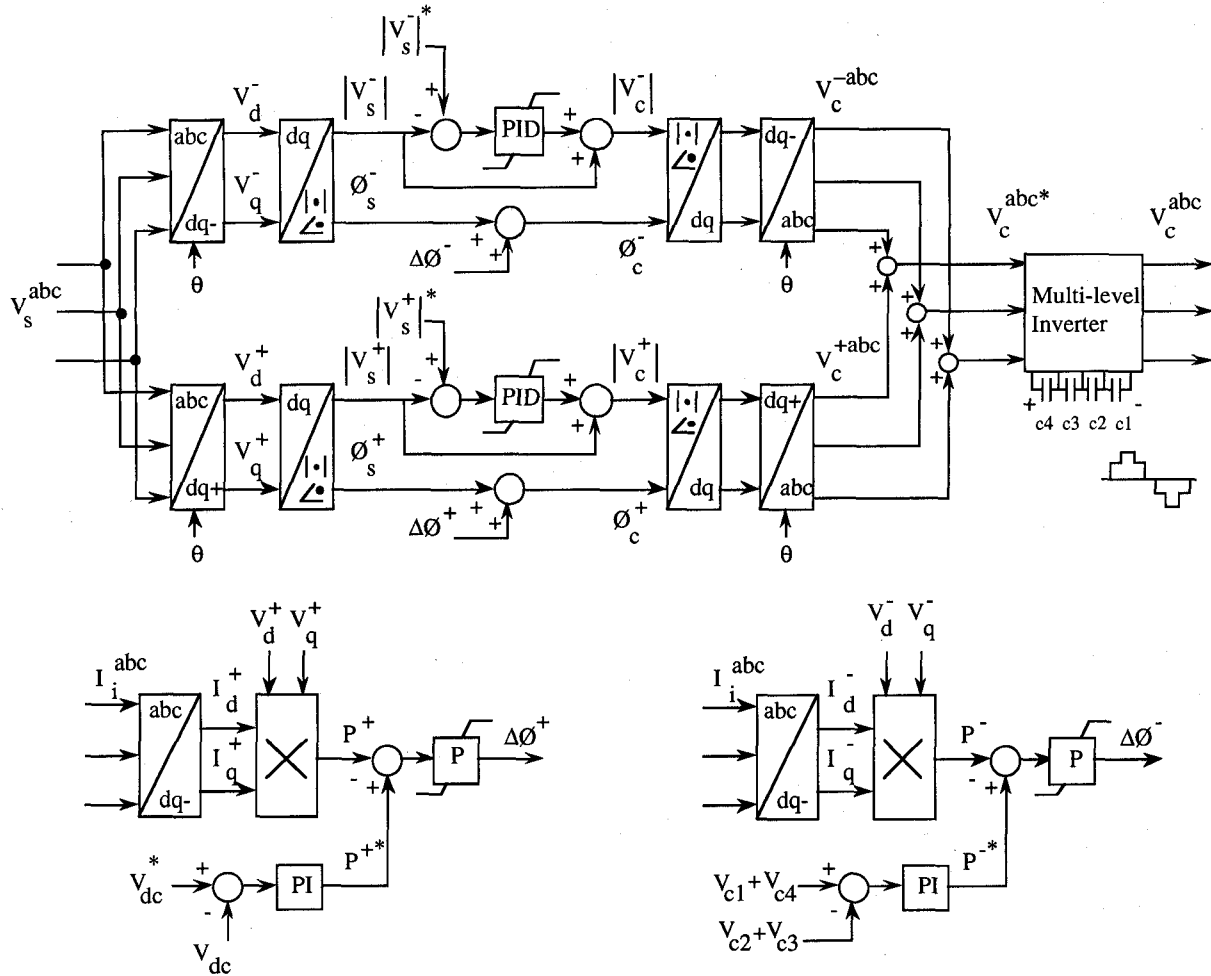 |V_s^-|^*
V_d^- |V_s^-| |V_c^-| V_c^{-abc}
+ - + +
abc dq PID |•| dq-
V_q^- Ø_s^- ∠•
dq- |•| ∠• + + Ø_c^- dq abc
θ ΔØ^- θ
V_c^{abc*} V_c^{abc}
+ +
V_s^{abc} |V_s^+|^* Multi-level
Inverter
+ +
V_d^+ |V_s^+| |V_c^+| V_c^{+abc}
+ +
+ - + +
+ c4 c3 c2 c1 -
abc dq PID |•| dq+
V_q^+ Ø_s^+ ∠•
dq+ |•| ∠• + + Ø_c^+ dq abc
θ ΔØ^+ θ
V_d^+ V_q^+
I_i^{abc} I_d^+
abc
I_q^+ P^+ ΔØ^+
- + P
dq-
P^{+*}
V_dc^* + PI
-
V_dc
V_d^- V_q^-
I_i^{abc} I_d^-
abc
I_q^- P^- ΔØ^-
- + P
dq-
P^{-*}
V_c1+V_c4 + PI
-
V_c2+V_c3